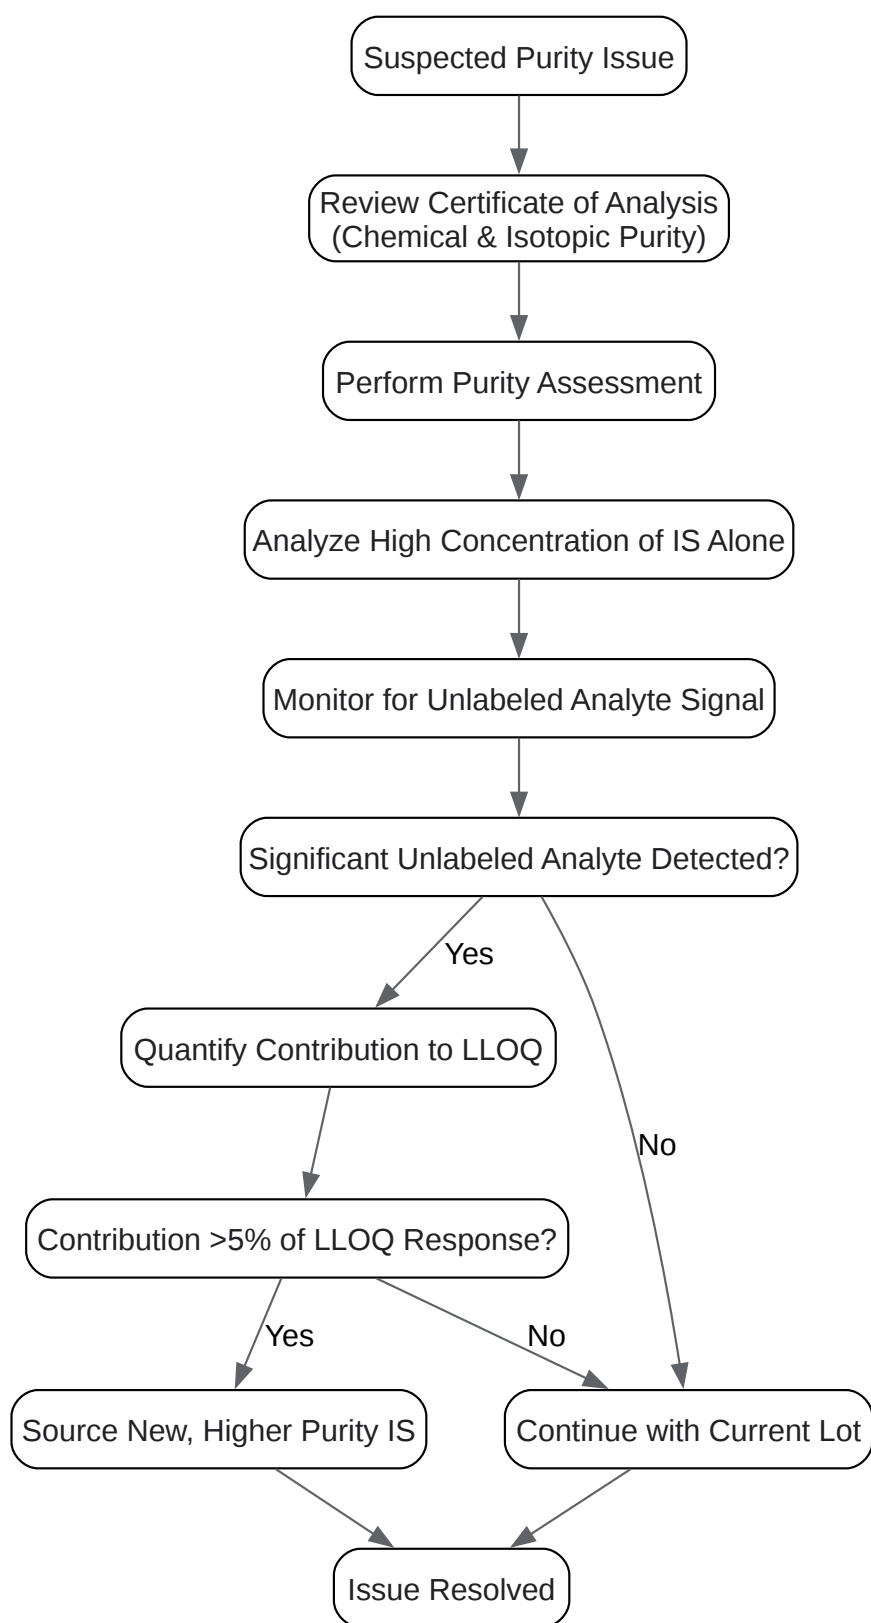 Suspected Purity Issue
Review Certificate of Analysis
(Chemical & Isotopic Purity)
Perform Purity Assessment
Analyze High Concentration of IS Alone
Monitor for Unlabeled Analyte Signal
Significant Unlabeled Analyte Detected?
Yes
Quantify Contribution to LLOQ
No
Contribution >5% of LLOQ Response?
Yes
No
Source New, Higher Purity IS
Continue with Current Lot
Issue Resolved